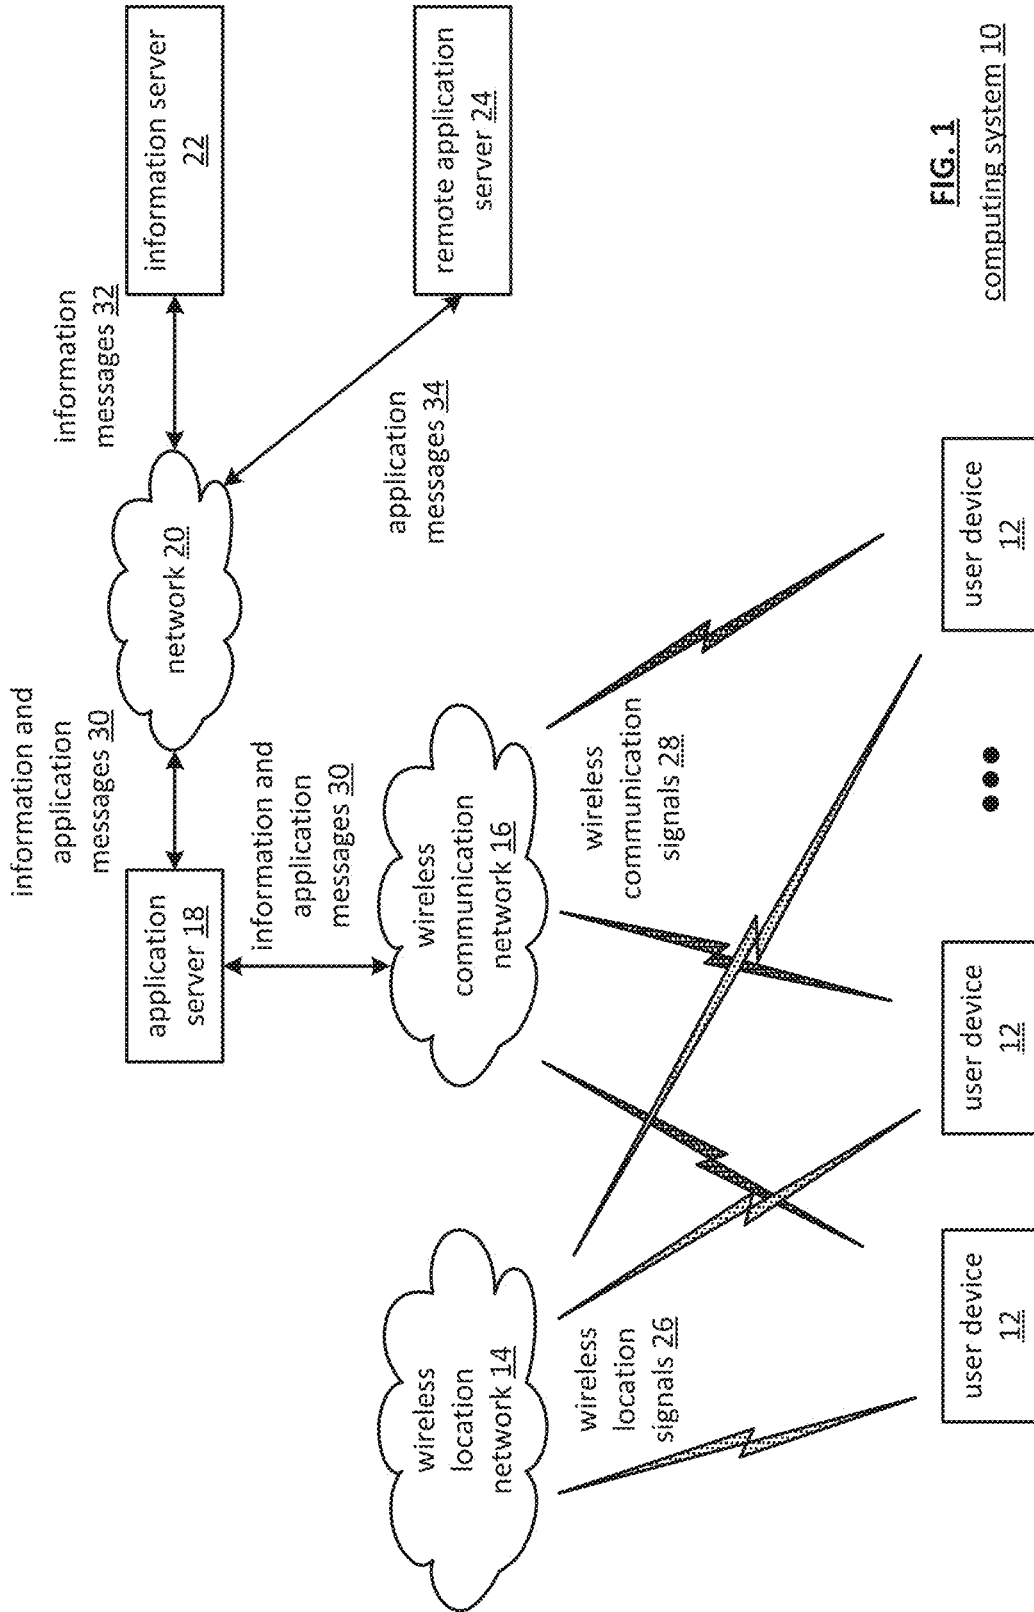 information and
application
messages 30
information
messages 32
application
server 18
network 20
information server
22
information and
application
messages 30
application
messages 34
remote application
server 24
wireless
location
network 14
wireless
communication
network 16
wireless
location
signals 26
wireless
communication
signals 28
user device
12
user device
12
user device
12
FIG. 1
computing system 10